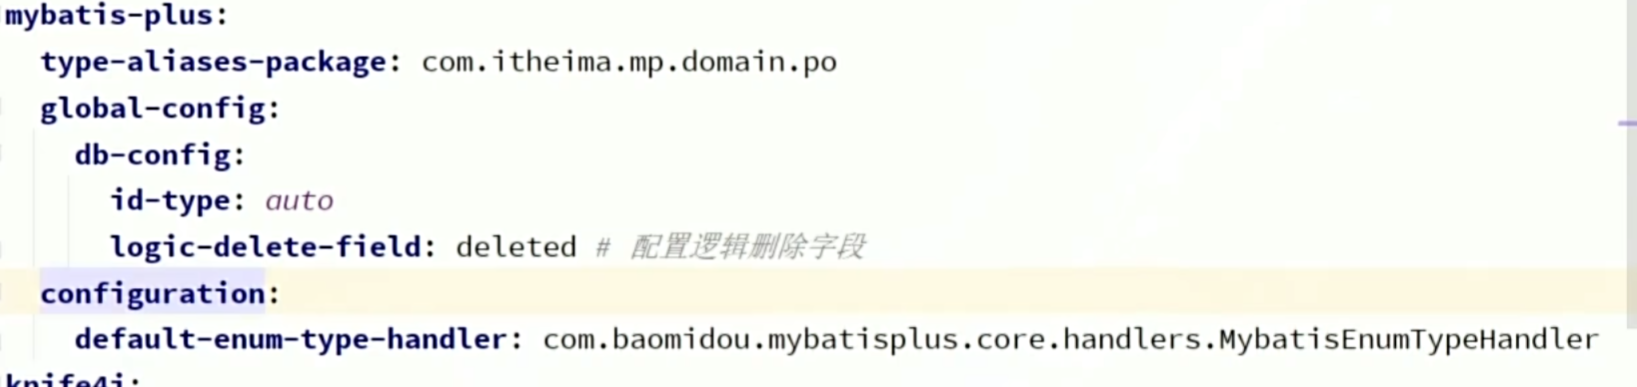 mybatis-plus:
  type-aliases-package: com.itheima.mp.domain.po
  global-config:
    db-config:
      id-type: auto
      logic-delete-field: deleted # 配置逻辑删除字段
  configuration:
    default-enum-type-handler: com.baomidou.mybatisplus.core.handlers.MybatisEnumTypeHandler
knife4j: